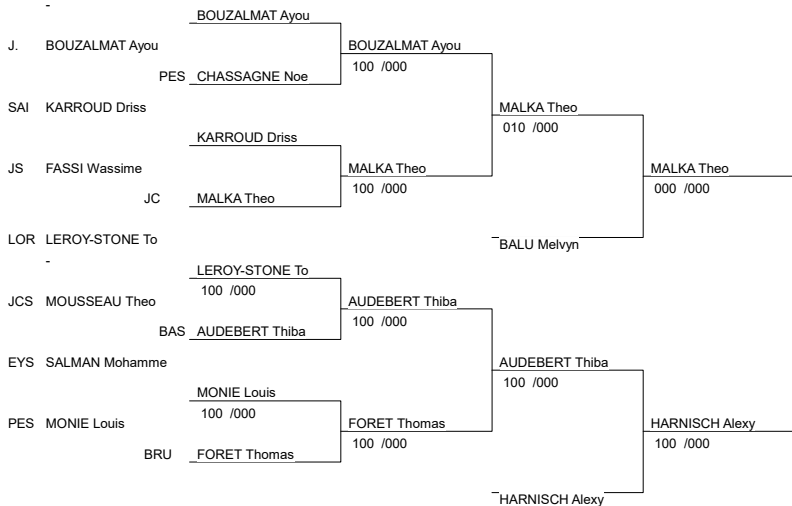 -
BOUZALMAT Ayou
J. BOUZALMAT Ayou
BOUZALMAT Ayou
100 /000
PES CHASSAGNE Noe
SAI KARROUD Driss
MALKA Theo
010 /000
KARROUD Driss
JS FASSI Wassime
MALKA Theo
100 /000
MALKA Theo
000 /000
JC MALKA Theo
LOR LEROY-STONE To
BALU Melvyn
-
LEROY-STONE To
100 /000
JCS MOUSSEAU Theo
AUDEBERT Thiba
100 /000
BAS AUDEBERT Thiba
EYS SALMAN Mohamme
AUDEBERT Thiba
100 /000
MONIE Louis
100 /000
PES MONIE Louis
FORET Thomas
100 /000
HARNISCH Alexy
100 /000
BRU FORET Thomas
HARNISCH Alexy